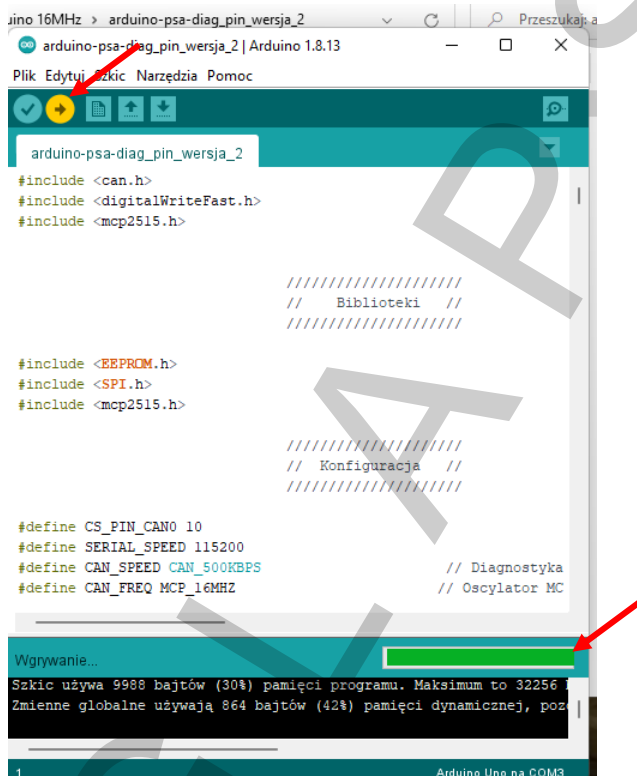 uino 16MHz > arduino-psa-diag_pin_wersja_2
Przeszukaj: a
arduino-psa-diag_pin_wersja_2 | Arduino 1.8.13
Plik Edytuj Szkic Narzędzia Pomoc
arduino-psa-diag_pin_wersja_2
#include <can.h>
#include <digitalWriteFast.h>
#include <mcp2515.h>
/////////////////////
// Biblioteki //
/////////////////////
#include <EEPROM.h>
#include <SPI.h>
#include <mcp2515.h>
/////////////////////
// Konfiguracja //
/////////////////////
#define CS_PIN_CAN0 10
#define SERIAL_SPEED 115200
#define CAN_SPEED CAN_500KBPS // Diagnostyka
#define CAN_FREQ MCP_16MHZ // Oscylator MC
Wgrywanie...
Szkic używa 9988 bajtów (30%) pamięci programu. Maksimum to 32256
Zmienne globalne używają 864 bajtów (42%) pamięci dynamicznej, poz
1
Arduino Uno na COM3